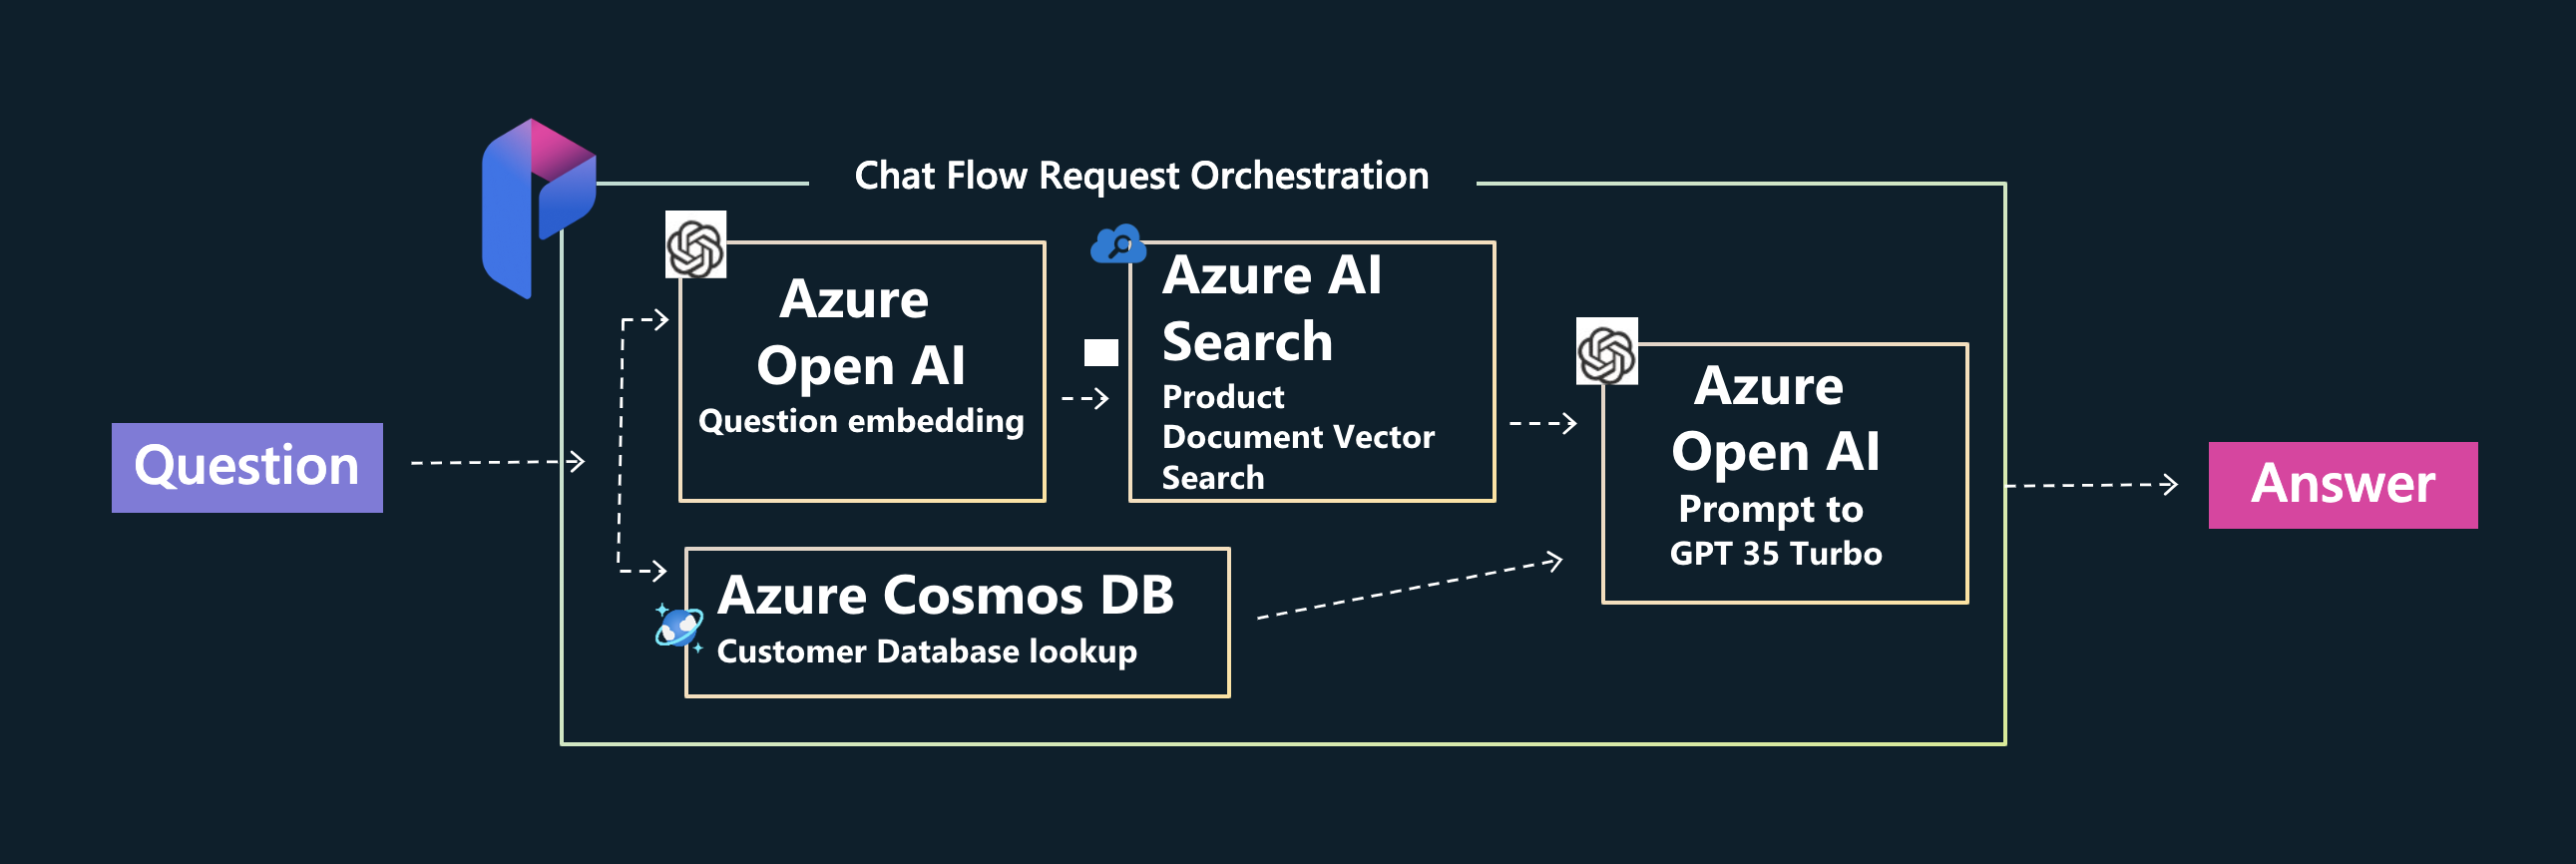 Chat Flow Request Orchestration
Question
Azure
Open AI
Question embedding
Azure AI
Search
Product
Document Vector
Search
Azure Cosmos DB
Customer Database lookup
Azure
Open AI
Prompt to
GPT 35 Turbo
Answer